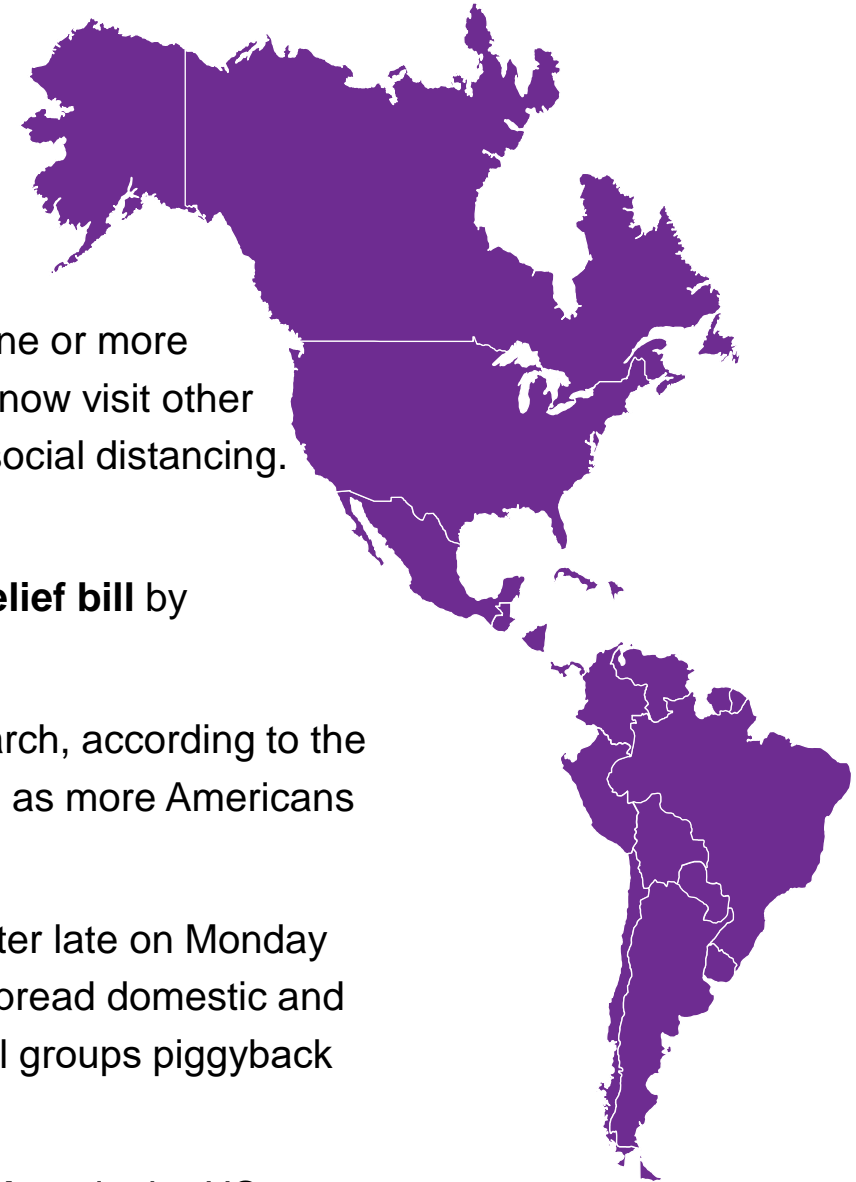 ne or more
now visit other
social distancing.
elief bill by
arch, according to the
as more Americans
ter late on Monday
pread domestic and
l groups piggyback